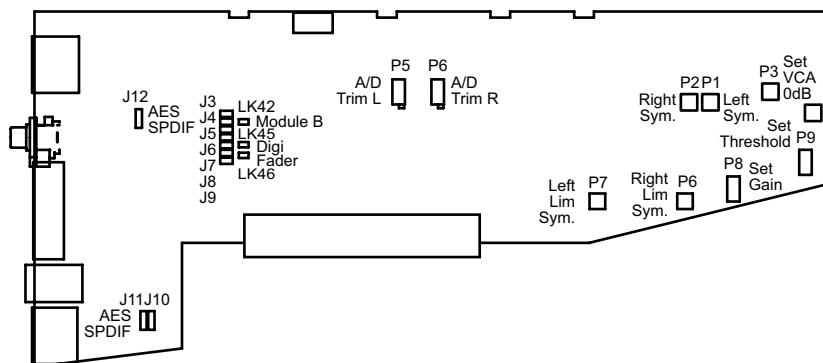 J12
AES
SPDIF
J3
J4
J5
J6
J7
J8
J9
LK42
Module B
LK45
Digi
Fader
LK46
P5
A/D
Trim L
P6
A/D
Trim R
P2
Right
Sym.
P1
Left
Sym.
P3
Set
VCA
0dB
Set
Threshold
P9
P8
Set
Gain
Left
Lim
Sym.
P7
Right
Lim
Sym.
P6
J11J10
AES
SPDIF